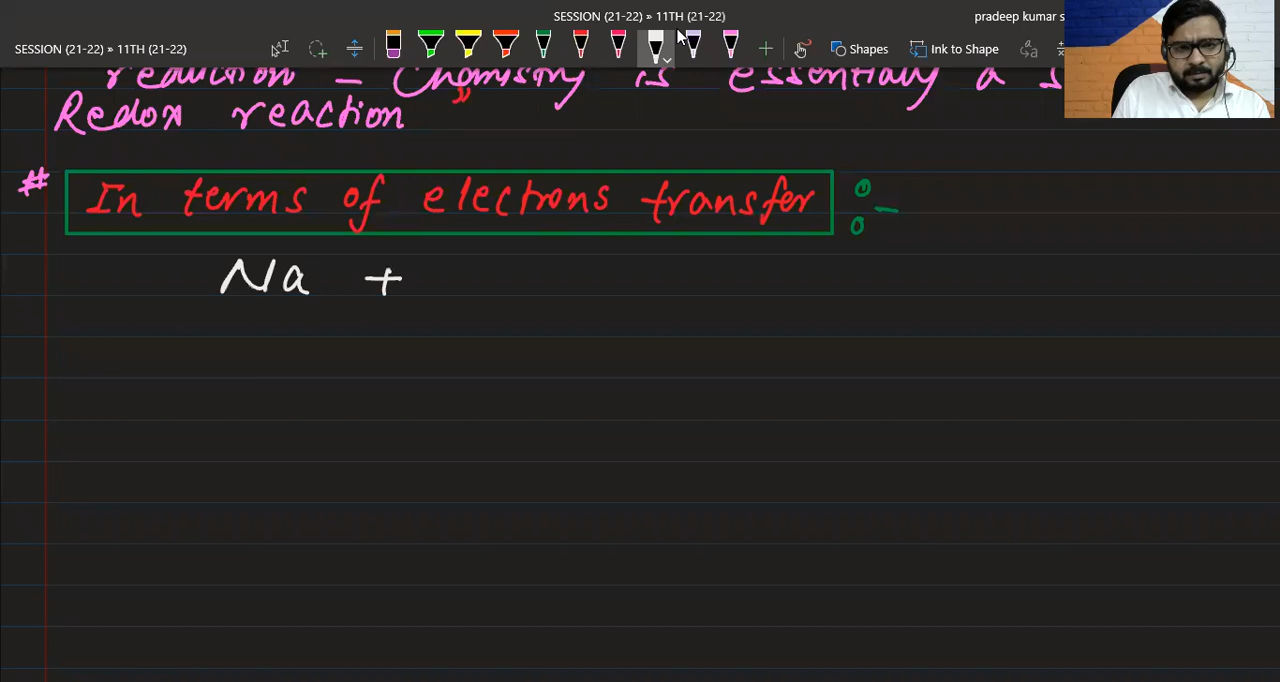 SESSION (21-22) » 11TH (21-22)
pradeep kumar s
SESSION (21-22) » 11TH (21-22)
Shapes
Ink to Shape
reduction – Chemistry is essentially a s
Redox reaction
# In terms of electrons transfer :-
Na +